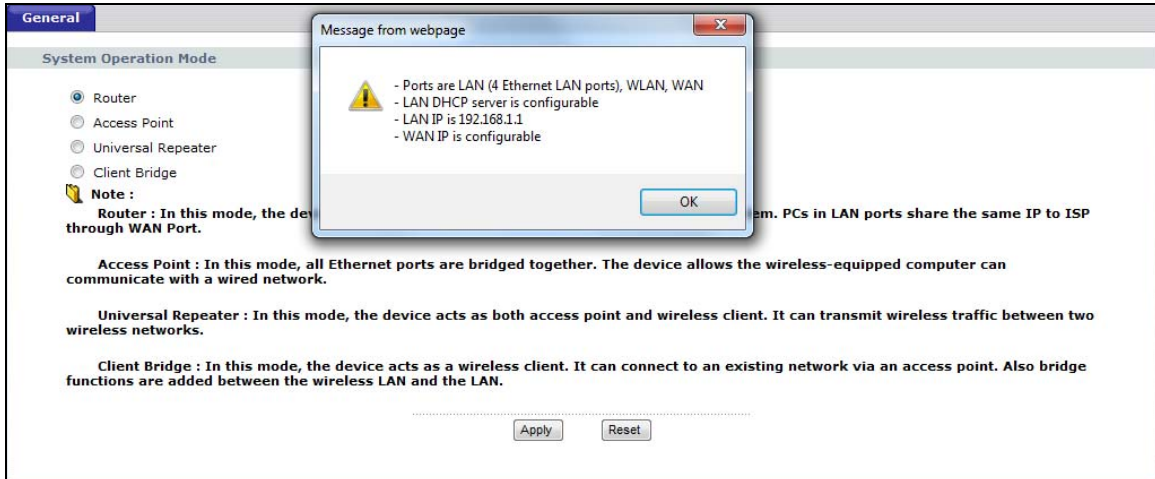 General
Message from webpage
System Operation Mode
- Ports are LAN (4 Ethernet LAN ports), WLAN, WAN
- LAN DHCP server is configurable
- LAN IP is 192.168.1.1
- WAN IP is configurable
OK
Router
Access Point
Universal Repeater
Client Bridge
Note :
Router : In this mode, the dev em. PCs in LAN ports share the same IP to ISP
through WAN Port.
Access Point : In this mode, all Ethernet ports are bridged together. The device allows the wireless-equipped computer can
communicate with a wired network.
Universal Repeater : In this mode, the device acts as both access point and wireless client. It can transmit wireless traffic between two
wireless networks.
Client Bridge : In this mode, the device acts as a wireless client. It can connect to an existing network via an access point. Also bridge
functions are added between the wireless LAN and the LAN.
Apply Reset